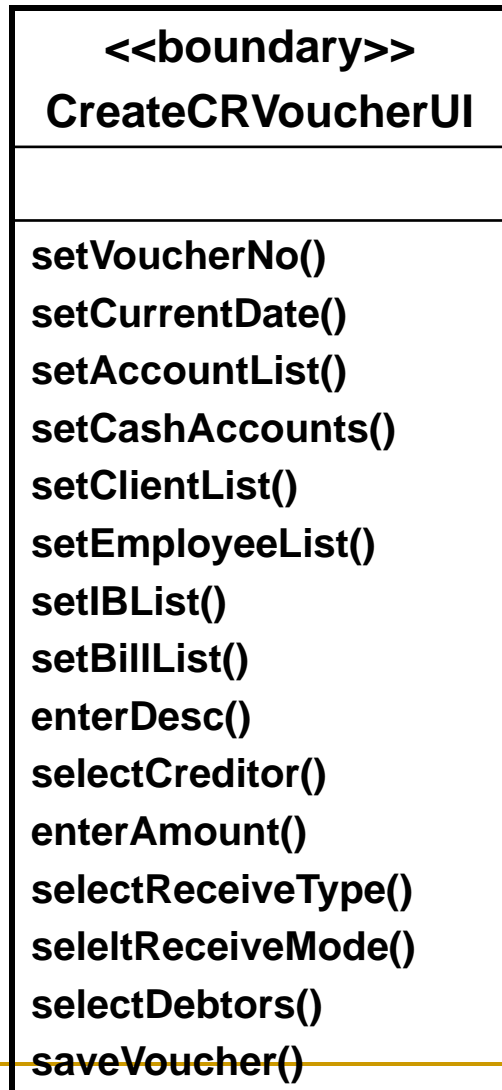 <<boundary>>
CreateCRVoucherUI
setVoucherNo()
setCurrentDate()
setAccountList()
setCashAccounts()
setClientList()
setEmployeeList()
setIBList()
setBillList()
enterDesc()
selectCreditor()
enterAmount()
selectReceiveType()
seleltReceiveMode()
selectDebtors()
saveVoucher()